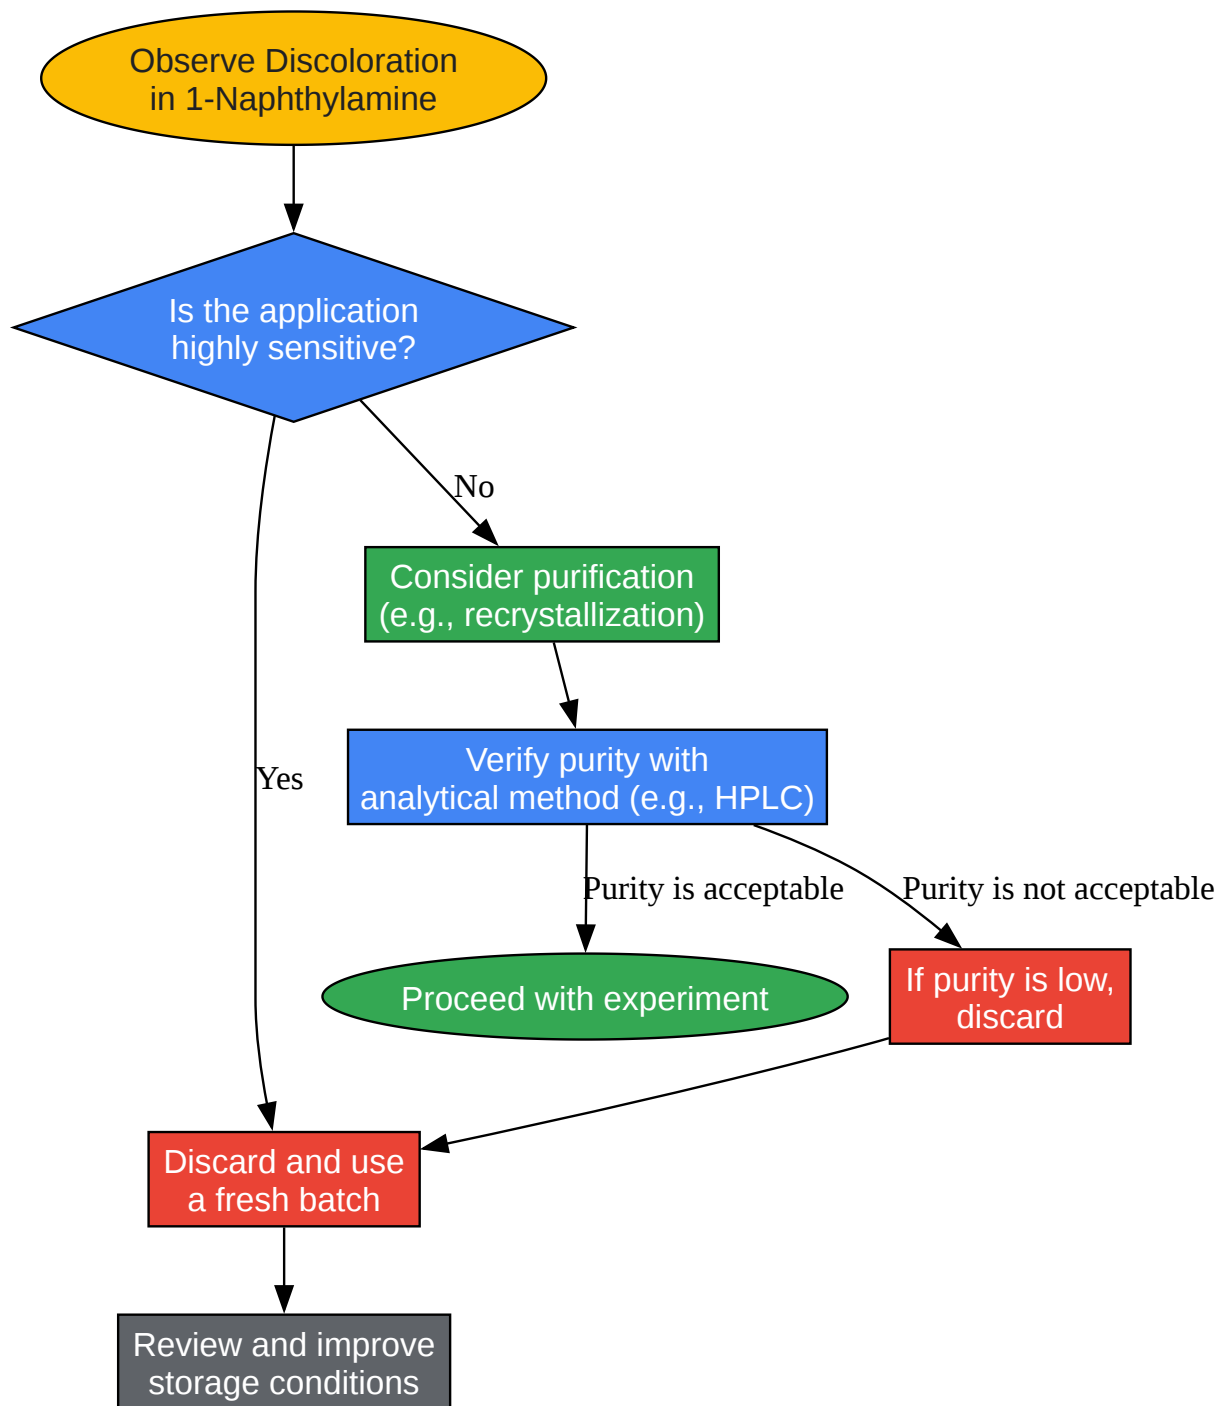 Observe Discoloration
in 1-Naphthylamine
Is the application
highly sensitive?
No
Consider purification
(e.g., recrystallization)
Verify purity with
analytical method (e.g., HPLC)
Yes
Purity is acceptable
Purity is not acceptable
Proceed with experiment
If purity is low,
discard
Discard and use
a fresh batch
Review and improve
storage conditions